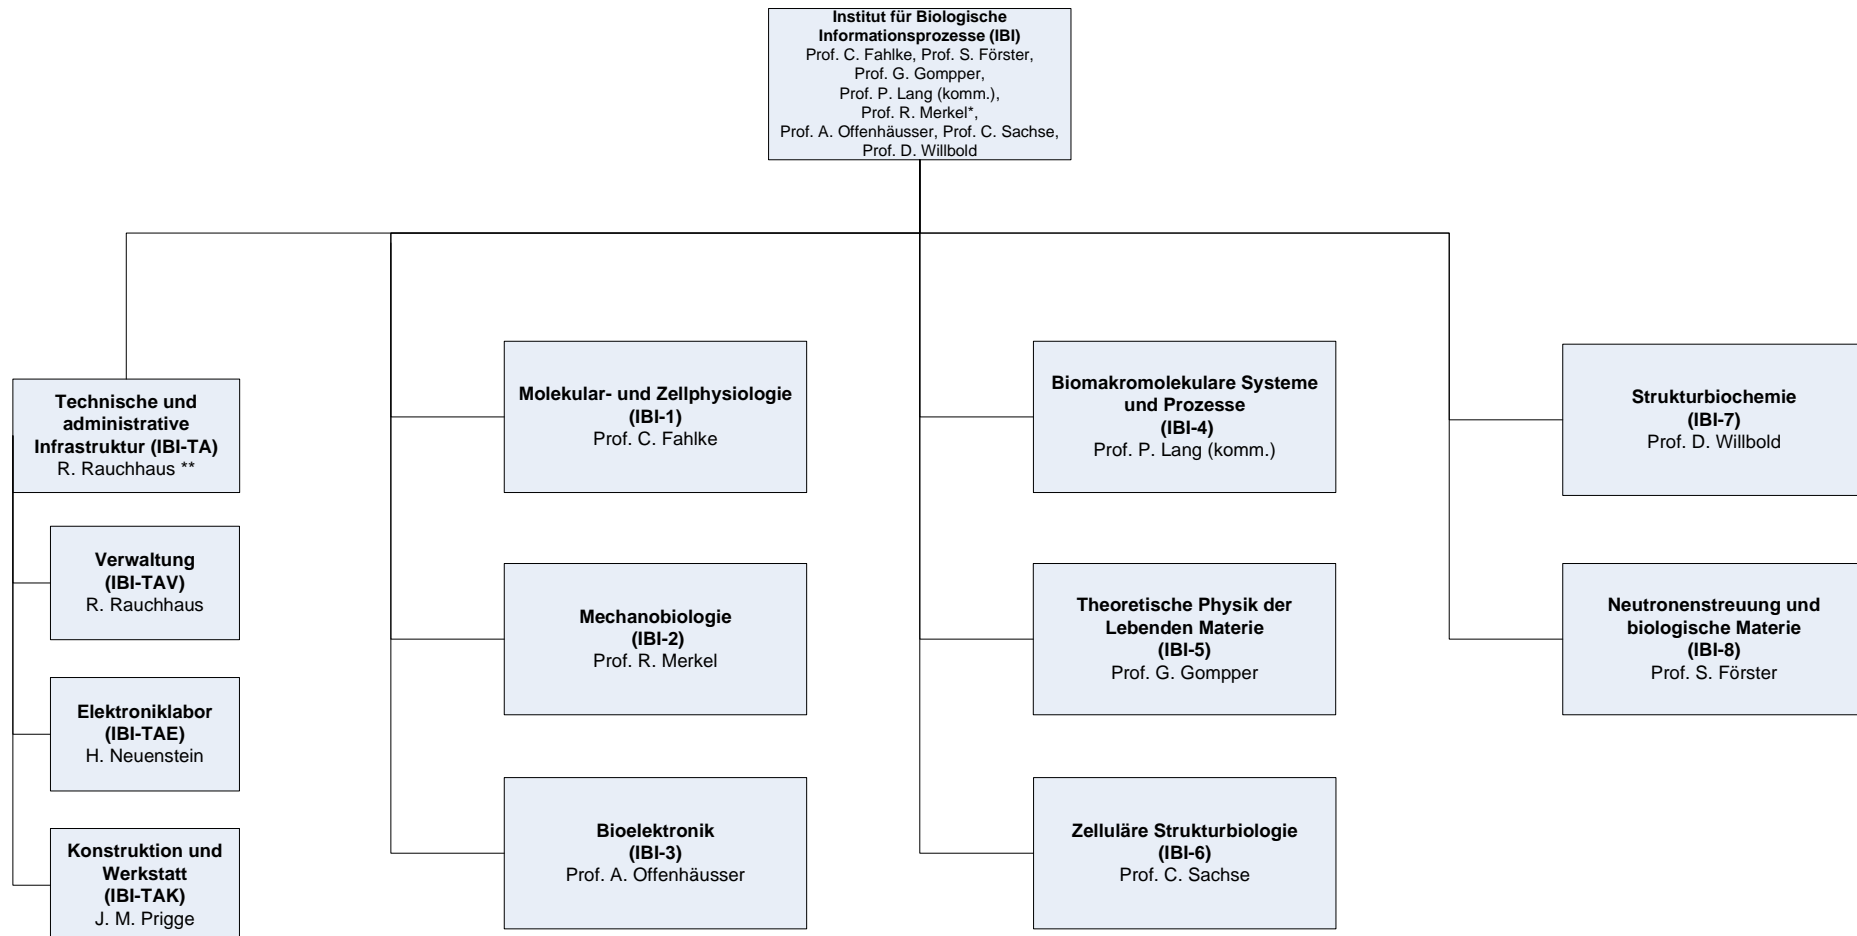 Institut für Biologische
Informationsprozesse (IBI)
Prof. C. Fahlke, Prof. S. Förster,
Prof. G. Gompper,
Prof. P. Lang (komm.),
Prof. R. Merkel*,
Prof. A. Offenhäusser, Prof. C. Sachse,
Prof. D. Willbold
Technische und
administrative
Infrastruktur (IBI-TA)
R. Rauchhaus **
Verwaltung
(IBI-TAV)
R. Rauchhaus
Elektroniklabor
(IBI-TAE)
H. Neuenstein
Konstruktion und
Werkstatt
(IBI-TAK)
J. M. Prigge
Molekular- und Zellphysiologie
(IBI-1)
Prof. C. Fahlke
Mechanobiologie
(IBI-2)
Prof. R. Merkel
Bioelektronik
(IBI-3)
Prof. A. Offenhäusser
Biomakromolekulare Systeme
und Prozesse
(IBI-4)
Prof. P. Lang (komm.)
Theoretische Physik der
Lebenden Materie
(IBI-5)
Prof. G. Gompper
Zelluläre Strukturbiologie
(IBI-6)
Prof. C. Sachse
Strukturbiochemie
(IBI-7)
Prof. D. Willbold
Neutronenstreuung und
biologische Materie
(IBI-8)
Prof. S. Förster